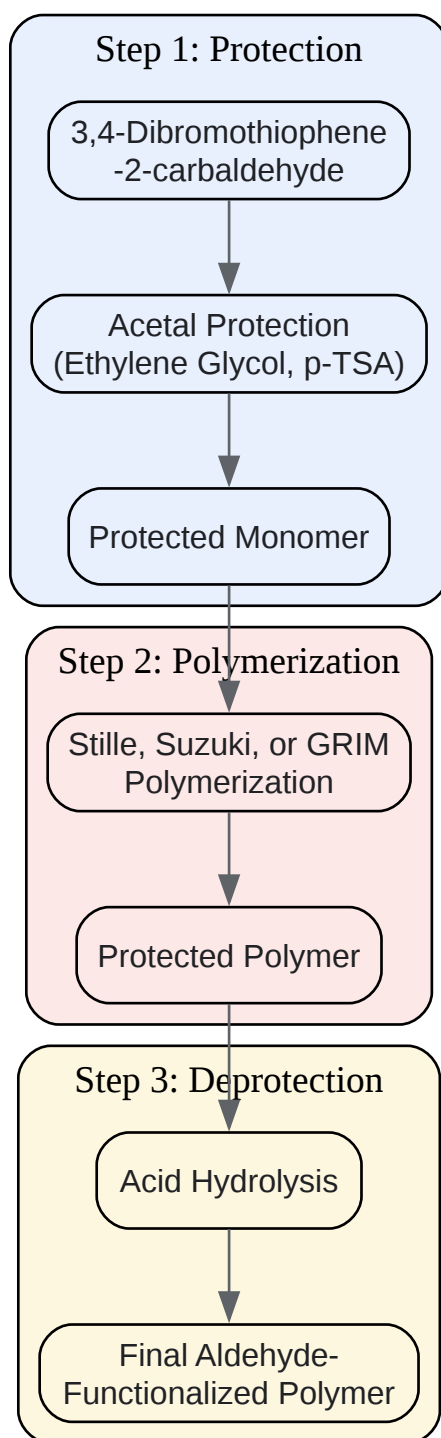 Step 1: Protection
3,4-Dibromothiophene
-2-carbaldehyde
Acetal Protection
(Ethylene Glycol, p-TSA)
Protected Monomer
Step 2: Polymerization
Stille, Suzuki, or GRIM
Polymerization
Protected Polymer
Step 3: Deprotection
Acid Hydrolysis
Final Aldehyde-
Functionalized Polymer